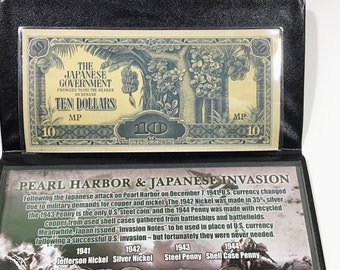 10 10
THE
JAPANESE
GOVERNMENT
PROMISES TO PAY THE BEARER
ON DEMAND
TEN DOLLARS
MP MP
10 10 10
PEARL HARBOR & JAPANESE INVASION
Following the Japanese attack on Pearl Harbor on December 7, 1941, U.S. currency changed
due to military demands for copper and nickel. The 1942 Nickel was made in 35% silver,
the 1943 Penny is the only U.S. steel coin, and the 1944 Penny was made with recycled
copper from used shell cases gathered from battleships and battlefields.
Meanwhile, Japan issued "Invasion Notes" to be used in place of U.S. currency
following a successful U.S. invasion – but fortunately they were never needed.
1941 1942 1943 1944
Jefferson Nickel Silver Nickel Steel Penny Shell Case Penny